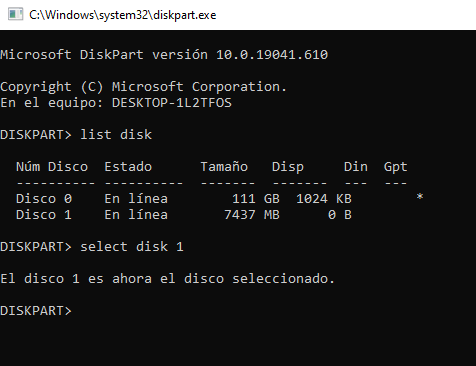 C:\Windows\system32\diskpart.exe
Microsoft DiskPart versión 10.0.19041.610
Copyright (C) Microsoft Corporation.
En el equipo: DESKTOP-1L2TFOS
DISKPART> list disk
Núm Disco  Estado      Tamaño   Disp     Din  Gpt
---------- ---------- ------- ------- --- ---
Disco 0    En línea        111 GB  1024 KB        *
Disco 1    En línea       7437 MB      0 B
DISKPART> select disk 1
El disco 1 es ahora el disco seleccionado.
DISKPART>